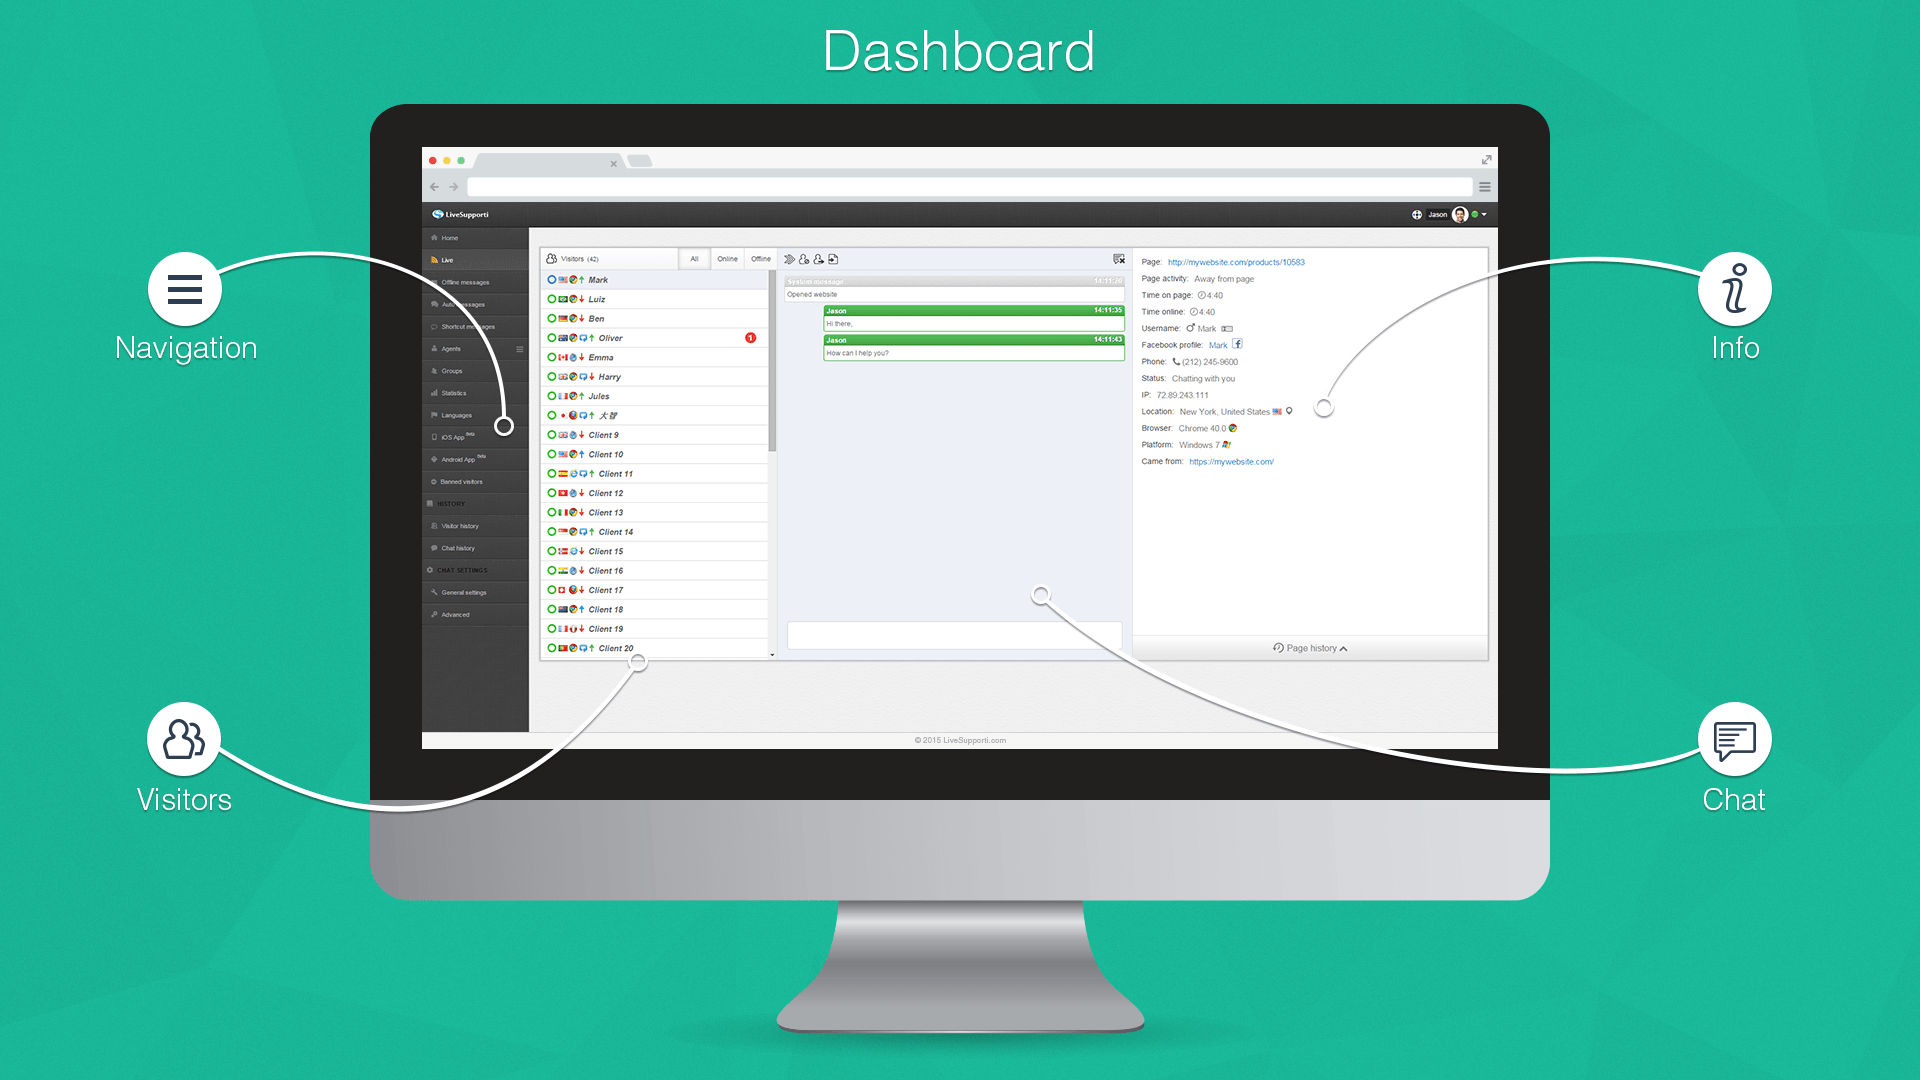 Dashboard
LiveSupporti
Jason
Home
Live
Offline messages
Auto messages
Shortcut messages
Agents
Groups
Statistics
Languages
iOS App Beta
Android App Beta
Banned visitors
HISTORY
Visitor history
Chat history
CHAT SETTINGS
General settings
Advanced
Visitors (42)
All
Online
Offline
Mark
Luiz
Ben
Oliver 1
Emma
Harry
Jules
大智
Client 9
Client 10
Client 11
Client 12
Client 13
Client 14
Client 15
Client 16
Client 17
Client 18
Client 19
Client 20
System message 14:11:26
Opened website
Jason 14:11:35
Hi there,
Jason 14:11:43
How can I help you?
Page: http://mywebsite.com/products/10583
Page activity: Away from page
Time on page: 4:40
Time online: 4:40
Username: Mark
Facebook profile: Mark
Phone: (212) 245-9600
Status: Chatting with you
IP: 72.89.243.111
Location: New York, United States
Browser: Chrome 40.0
Platform: Windows 7
Came from: https://mywebsite.com/
Page history
© 2015 LiveSupporti.com
Navigation
Info
Visitors
Chat